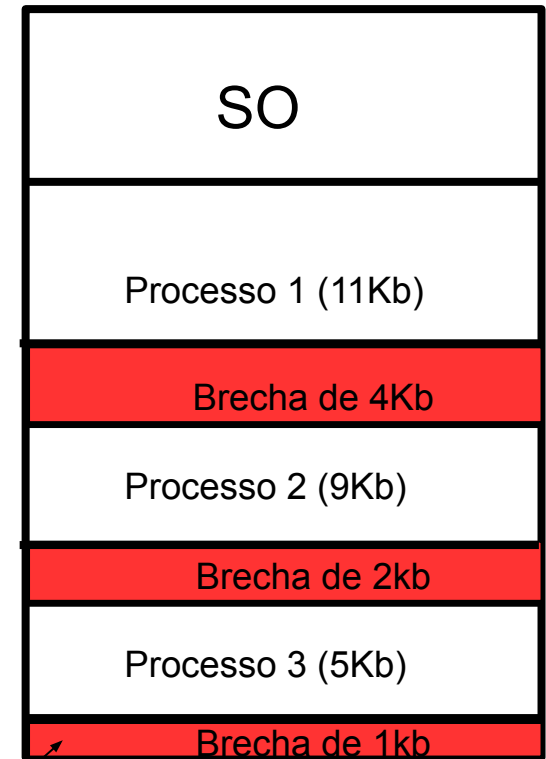 SO
Processo 1 (11Kb)
Brecha de 4Kb
Processo 2 (9Kb)
Brecha de 2kb
Processo 3 (5Kb)
Brecha de 1kb